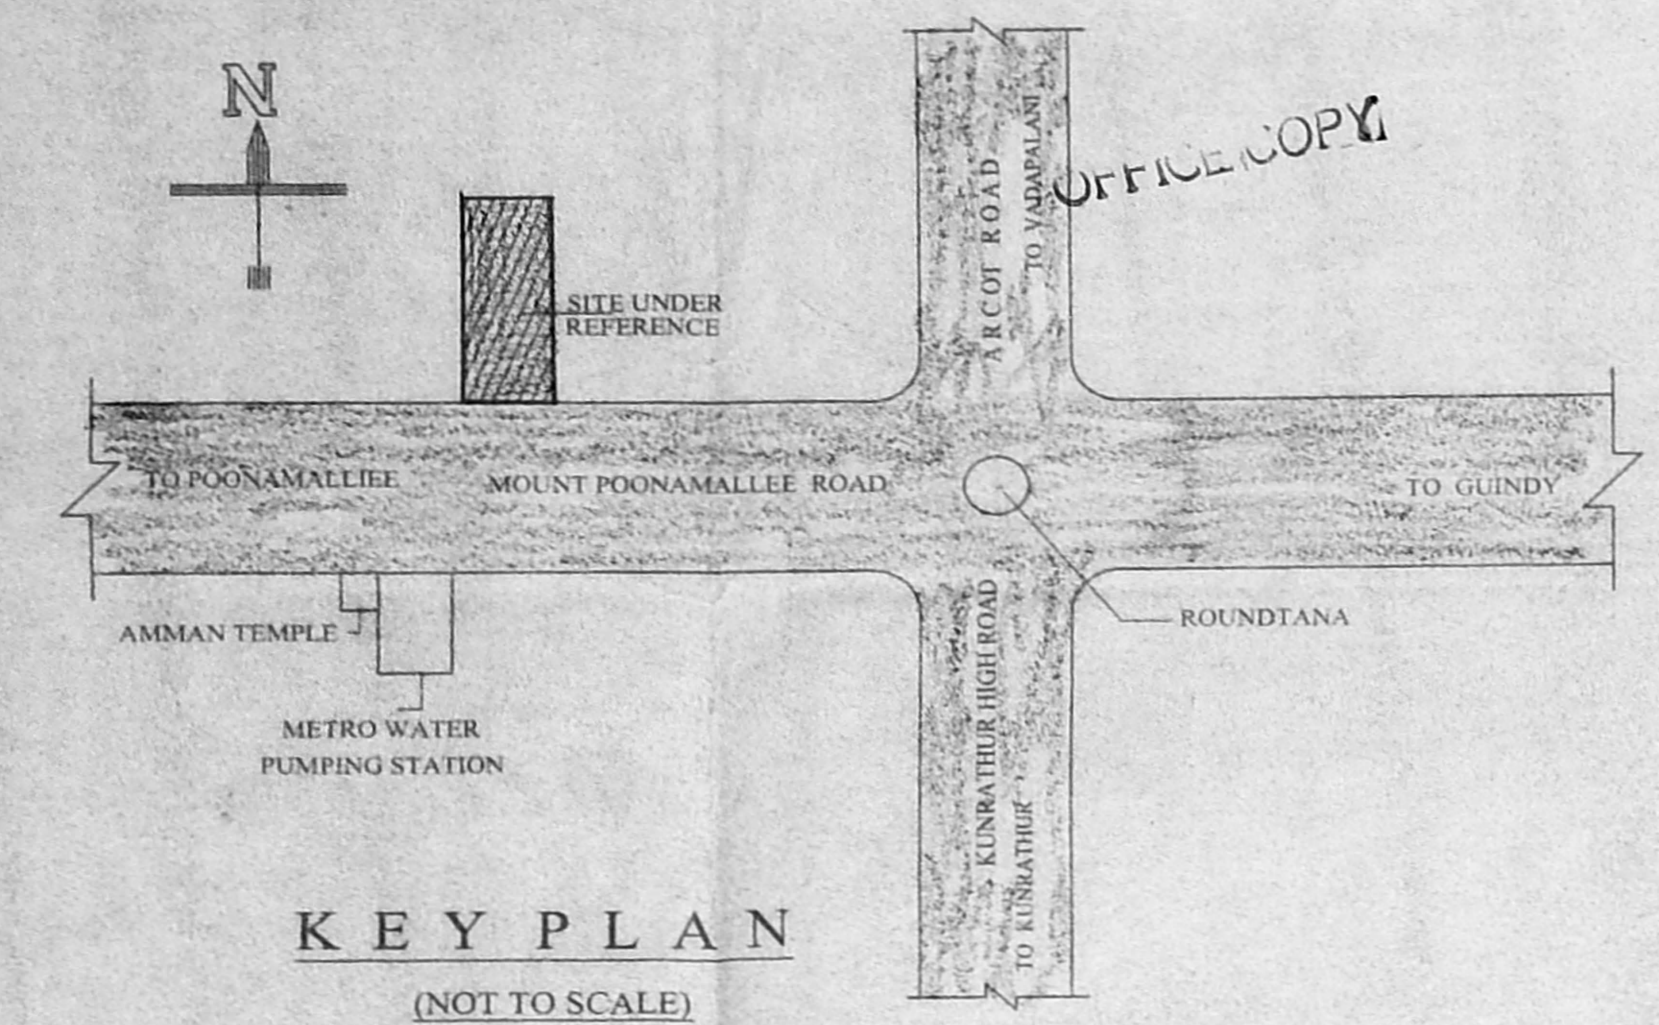 N
ARCOT ROAD
TO VADAPALANI
OFFICE COPY
SITE UNDER
REFERENCE
TO POONAMALLIEE
MOUNT POONAMALLEE ROAD
TO GUINDY
AMMAN TEMPLE
ROUNDTANA
METRO WATER
PUMPING STATION
KUNRATHUR HIGH ROAD
TO KUNRATHUR
KEY PLAN
(NOT TO SCALE)